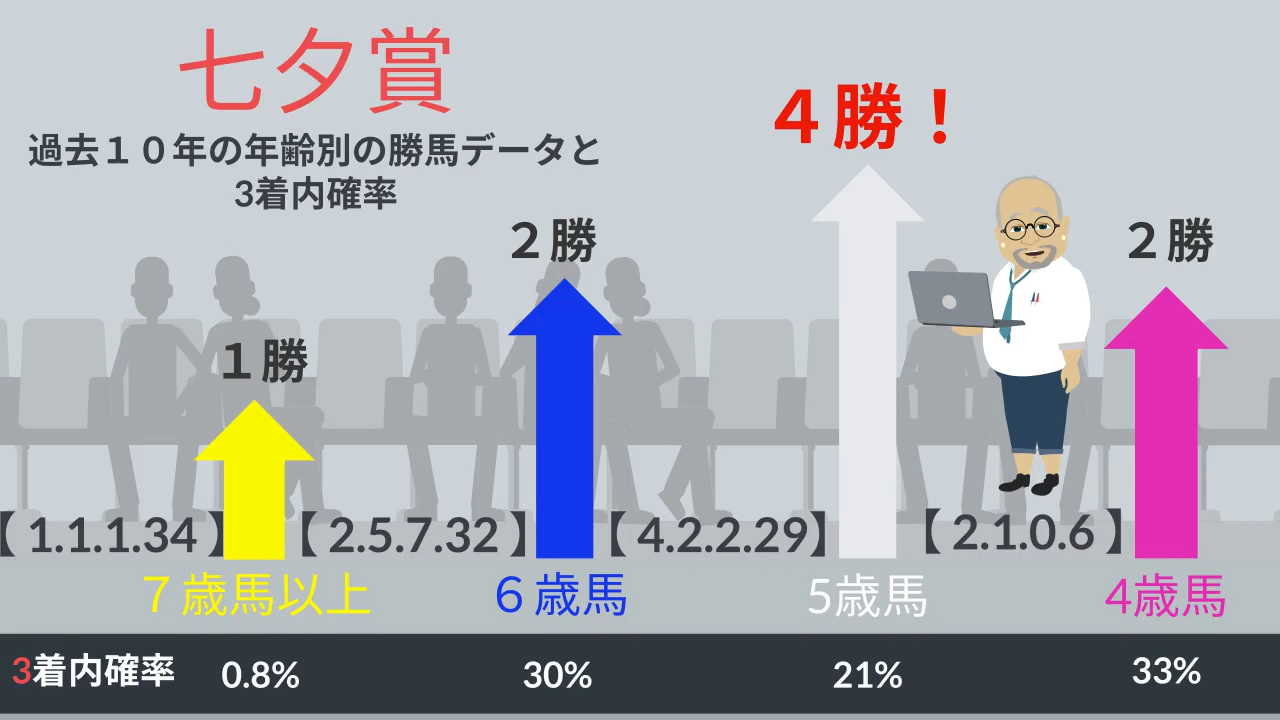 七夕賞
過去１０年の年齢別の勝馬データと
3着内確率
４勝！
２勝
２勝
１勝
【 1.1.1.34】
【 2.5.7.32 】
【 4.2.2.29】
【 2.1.0.6 】
７歳馬以上
６歳馬
5歳馬
4歳馬
3着内確率 0.8% 30% 21% 33%